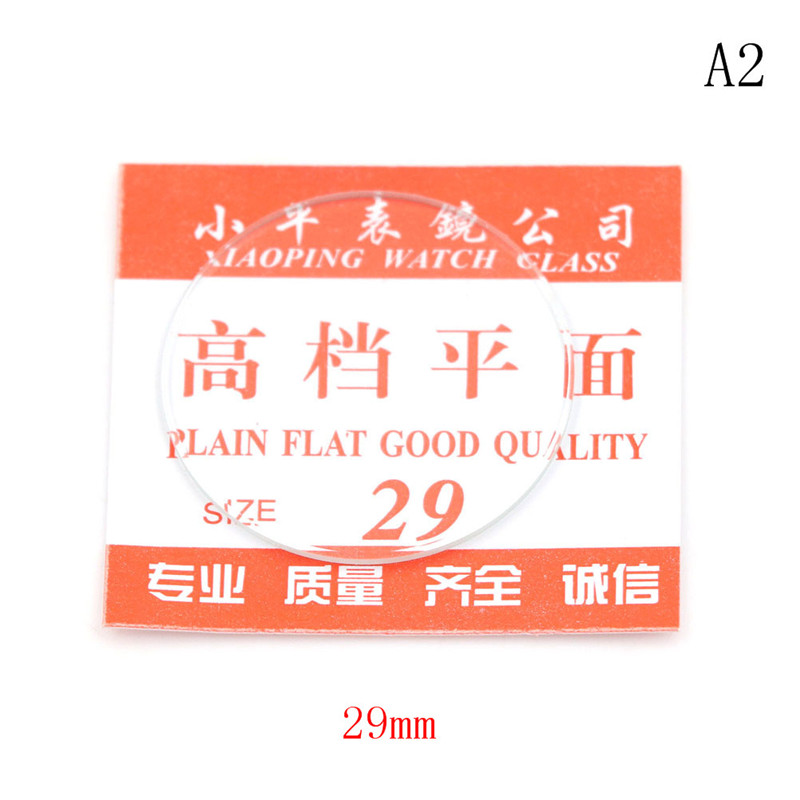 A2
小平表鏡公司
XIAOPING WATCH GLASS
高档平面
PLAIN FLAT GOOD QUALITY
SIZE 29
专业 质量 齐全 诚信
29mm